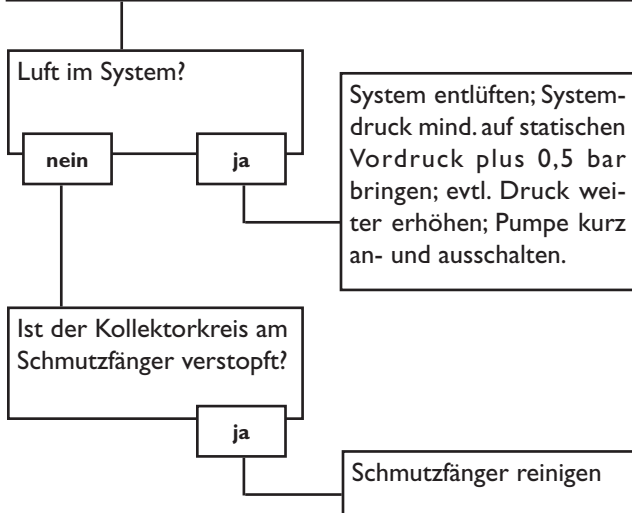 Luft im System?
nein
ja
System entlüften; System-
druck mind. auf statischen
Vordruck plus 0,5 bar
bringen; evtl. Druck wei-
ter erhöhen; Pumpe kurz
an- und ausschalten.
Ist der Kollektorkreis am
Schmutzfänger verstopft?
ja
Schmutzfänger reinigen